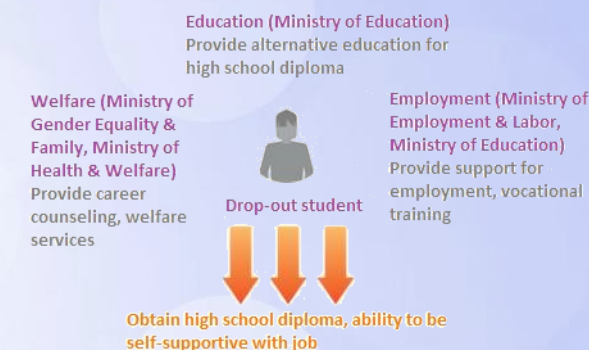 Education (Ministry of Education)
Provide alternative education for
high school diploma
Welfare (Ministry of
Gender Equality &
Family, Ministry of
Health & Welfare)
Provide career
counseling, welfare
services
Employment (Ministry of
Employment & Labor,
Ministry of Education)
Provide support for
employment, vocational
training
Drop-out student
Obtain high school diploma, ability to be
self-supportive with job